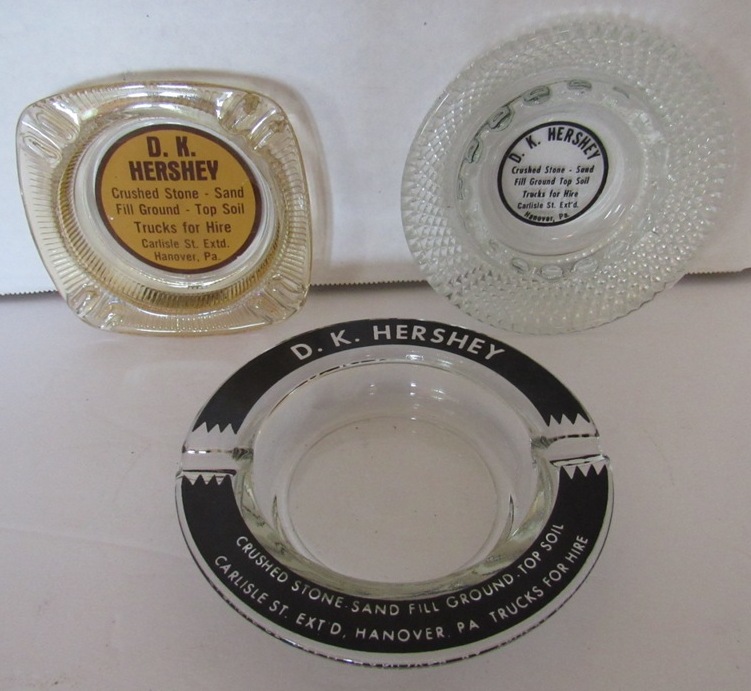 D. K.
HERSHEY
Crushed Stone - Sand
Fill Ground - Top Soil
Trucks for Hire
Carlisle St. Extd.
Hanover, Pa.
D. K. HERSHEY
Crushed Stone - Sand
Fill Ground Top Soil
Trucks for Hire
Carlisle St. Ext'd.
Hanover, Pa.
D. K. HERSHEY
CRUSHED STONE-SAND FILL GROUND-TOP SOIL
CARLISLE ST. EXT'D, HANOVER. PA TRUCKS FOR HIRE